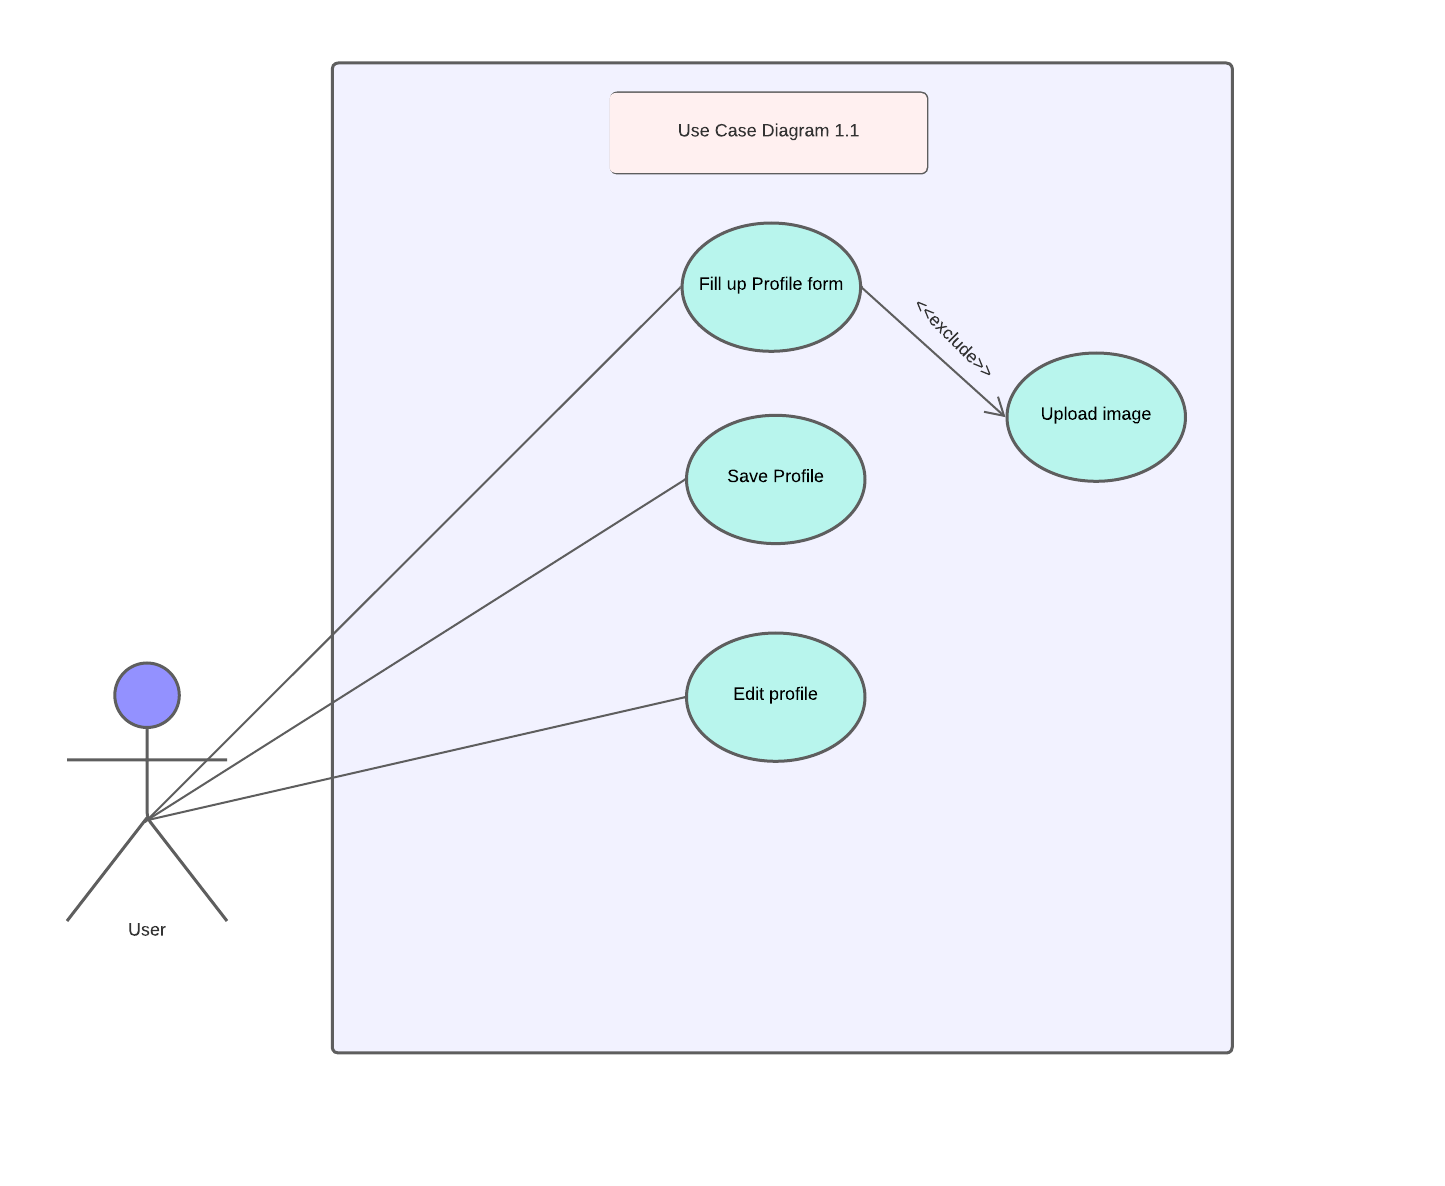 Use Case Diagram 1.1
Fill up Profile form
<<exclude>>
Upload image
Save Profile
Edit profile
User